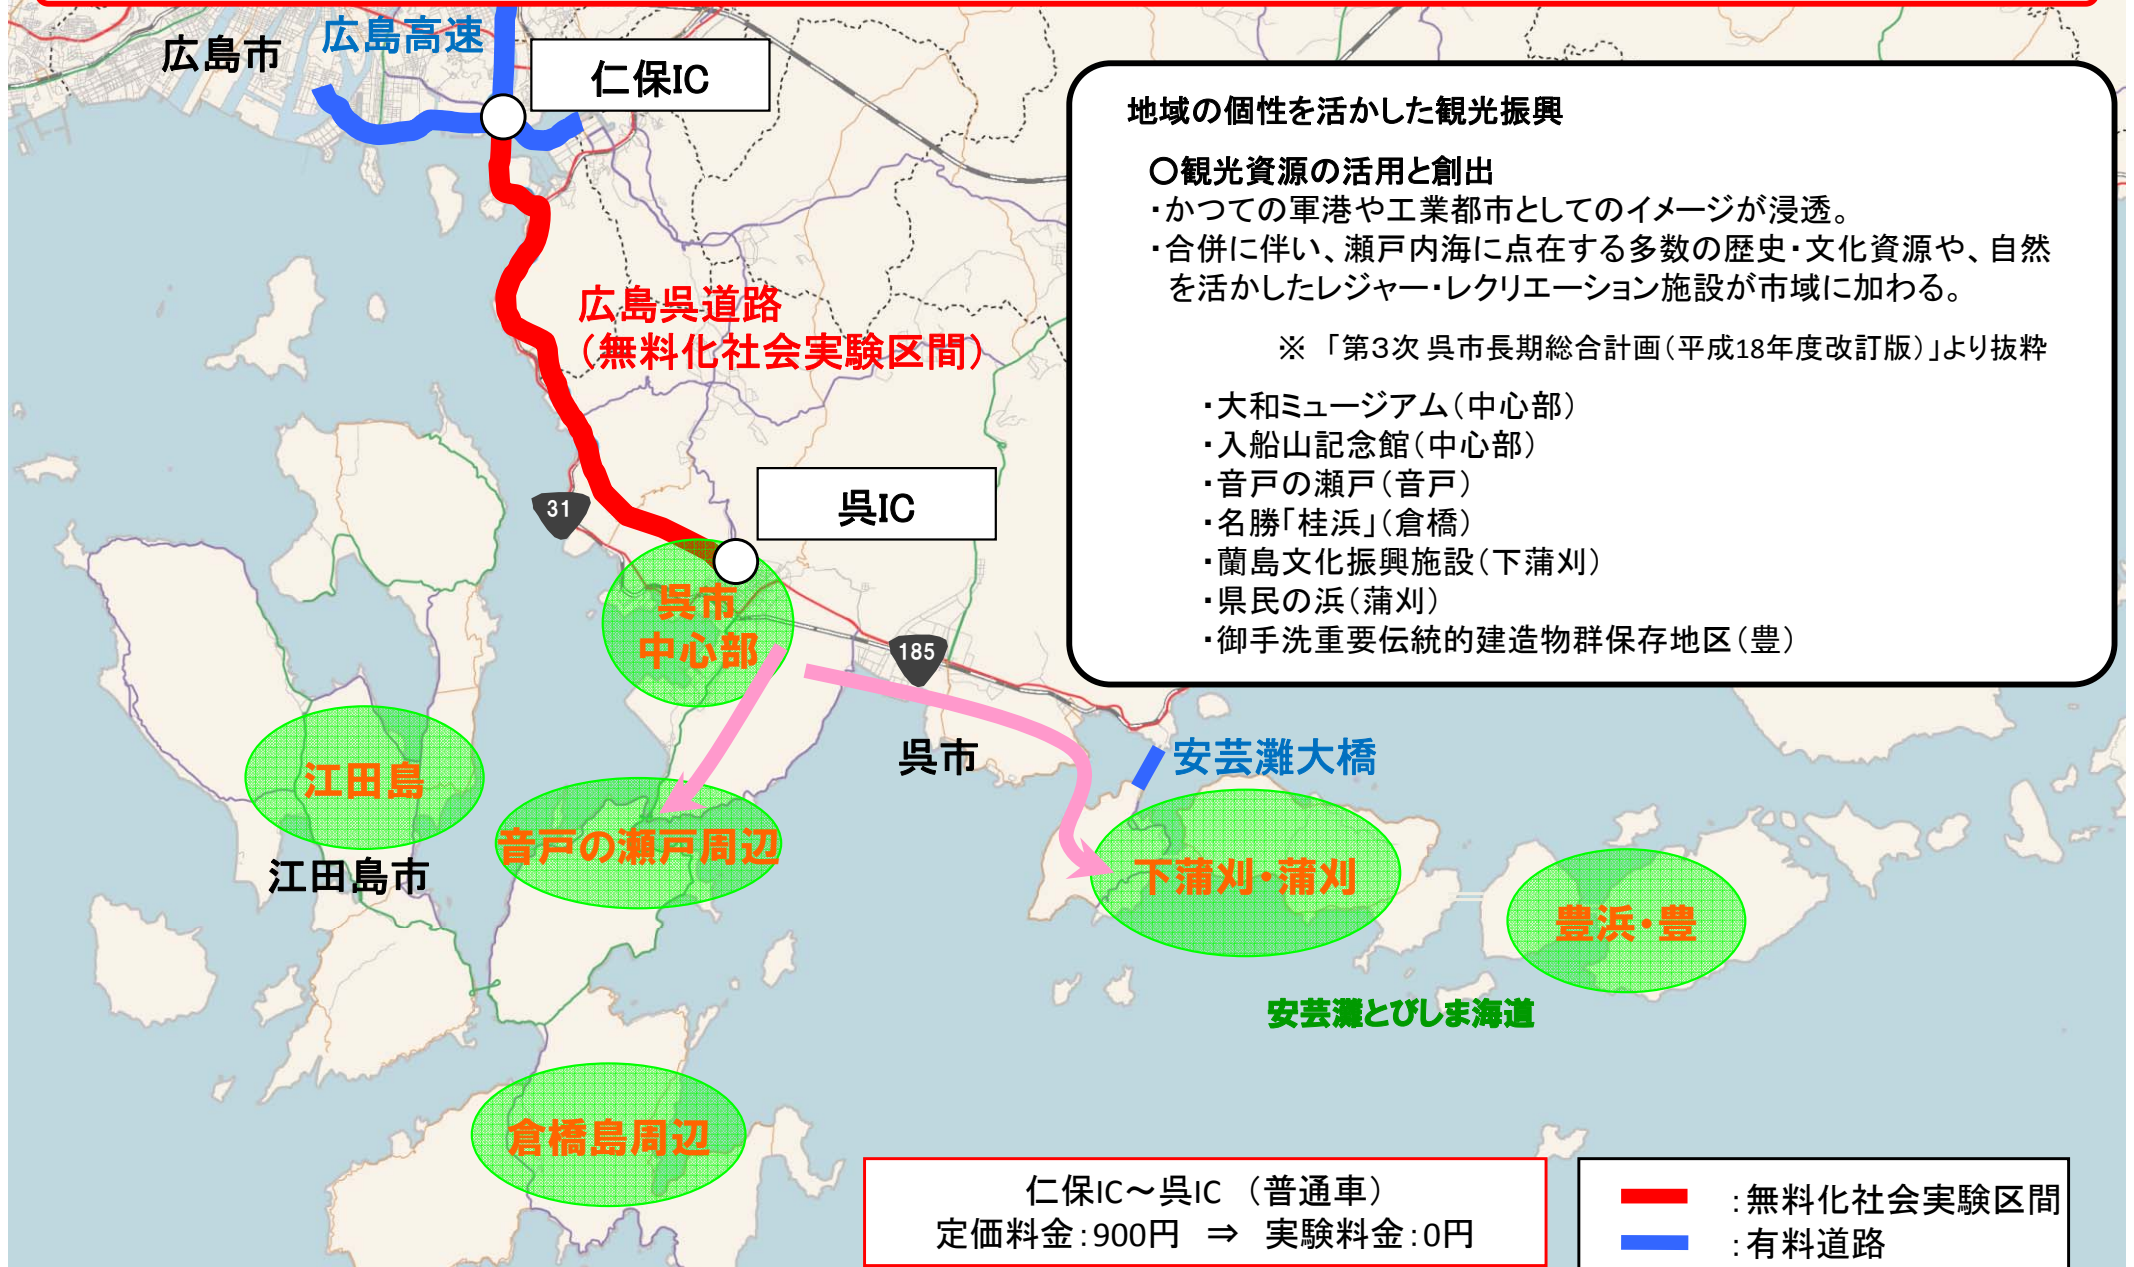 広島市
広島高速
仁保IC
地域の個性を活かした観光振興
○観光資源の活用と創出
・かつての軍港や工業都市としてのイメージが浸透。
・合併に伴い、瀬戸内海に点在する多数の歴史・文化資源や、自然
を活かしたレジャー・レクリエーション施設が市域に加わる。
※ 「第3次 呉市長期総合計画(平成18年度改訂版)」より抜粋
・大和ミュージアム(中心部)
・入船山記念館(中心部)
・音戸の瀬戸(音戸)
・名勝「桂浜」(倉橋)
・蘭島文化振興施設(下蒲刈)
・県民の浜(蒲刈)
・御手洗重要伝統的建造物群保存地区(豊)
広島呉道路
(無料化社会実験区間)
31
呉IC
呉市
中心部
185
呉市
安芸灘大橋
江田島
江田島市
音戸の瀬戸周辺
下蒲刈・蒲刈
豊浜・豊
安芸灘とびしま海道
倉橋島周辺
仁保IC～呉IC (普通車)
定価料金:900円 ⇒ 実験料金:0円
:無料化社会実験区間
:有料道路